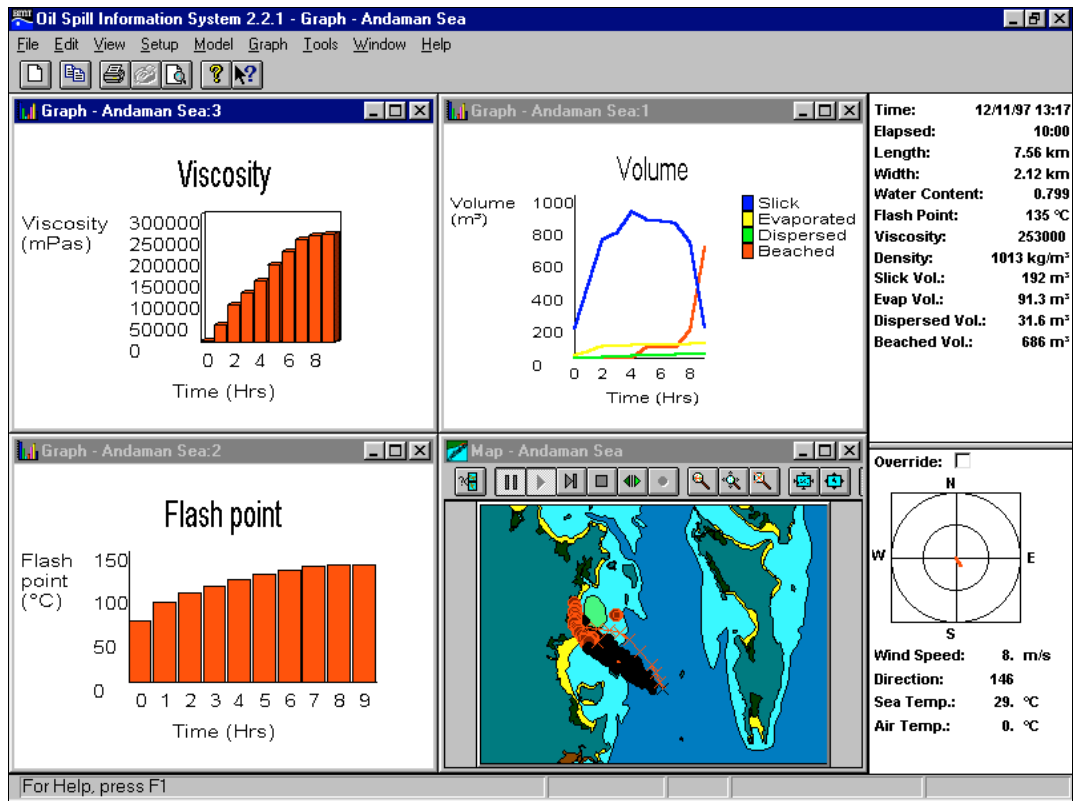 BMT Oil Spill Information System 2.2.1 - Graph - Andaman Sea
File Edit View Setup Model Graph Tools Window Help
Graph - Andaman Sea:3
Viscosity
Viscosity
(mPas)
300000
250000
200000
150000
100000
50000
0
0 2 4 6 8
Time (Hrs)
Graph - Andaman Sea:1
Volume
Volume
(m³)
1000
800
600
400
200
0
0 2 4 6 8
Time (Hrs)
Slick
Evaporated
Dispersed
Beached
Time: 12/11/97 13:17
Elapsed: 10:00
Length: 7.56 km
Width: 2.12 km
Water Content: 0.799
Flash Point: 135 ºC
Viscosity: 253000
Density: 1013 kg/m³
Slick Vol.: 192 m³
Evap Vol.: 91.3 m³
Dispersed Vol.: 31.6 m³
Beached Vol.: 686 m³
Graph - Andaman Sea:2
Flash point
Flash
point
(°C)
150
100
50
0
0 1 2 3 4 5 6 7 8 9
Time (Hrs)
Map - Andaman Sea
Override:
N
W E
S
Wind Speed: 8. m/s
Direction: 146
Sea Temp.: 29. ºC
Air Temp.: 0. ºC
For Help, press F1